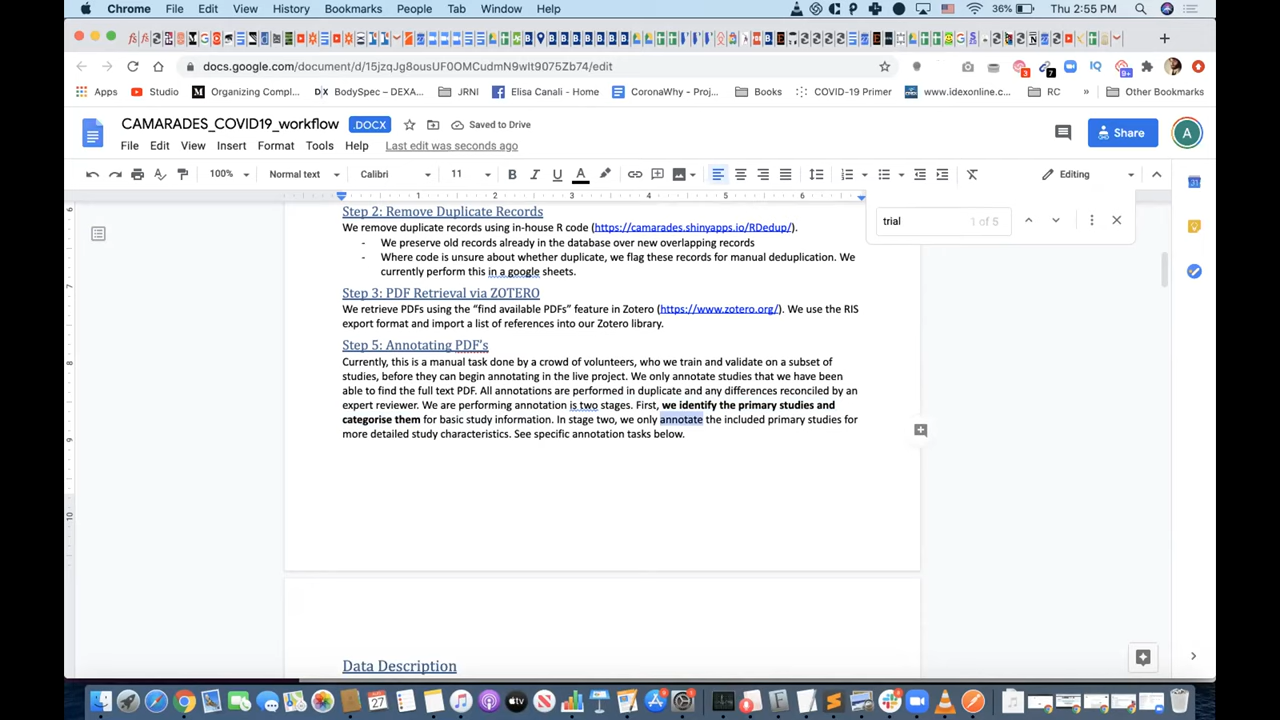 Chrome File Edit View History Bookmarks People Tab Window Help 36% Thu 2:55 PM
docs.google.com/document/d/15jzqJg8ousUF0OMCudmN9wIt9075Zb74/edit
Apps Studio Organizing Compl... BodySpec – DEXA... JRNI Elisa Canali - Home CoronaWhy - Proj... Books COVID-19 Primer www.idexonline.c... RC » Other Bookmarks
CAMARADES_COVID19_workflow .DOCX Saved to Drive
Share A
File Edit View Insert Format Tools Help Last edit was seconds ago
100% Normal text Calibri 11 B I U A Editing
1 2 3 4 5 6
trial 1 of 5
Step 2: Remove Duplicate Records
We remove duplicate records using in-house R code (https://camarades.shinyapps.io/RDedup/).
- We preserve old records already in the database over new overlapping records
- Where code is unsure about whether duplicate, we flag these records for manual deduplication. We
currently perform this in a google sheets.
Step 3: PDF Retrieval via ZOTERO
We retrieve PDFs using the “find available PDFs” feature in Zotero (https://www.zotero.org/). We use the RIS
export format and import a list of references into our Zotero library.
Step 5: Annotating PDF's
Currently, this is a manual task done by a crowd of volunteers, who we train and validate on a subset of
studies, before they can begin annotating in the live project. We only annotate studies that we have been
able to find the full text PDF. All annotations are performed in duplicate and any differences reconciled by an
expert reviewer. We are performing annotation is two stages. First, we identify the primary studies and
categorise them for basic study information. In stage two, we only annotate the included primary studies for
more detailed study characteristics. See specific annotation tasks below.
Data Description